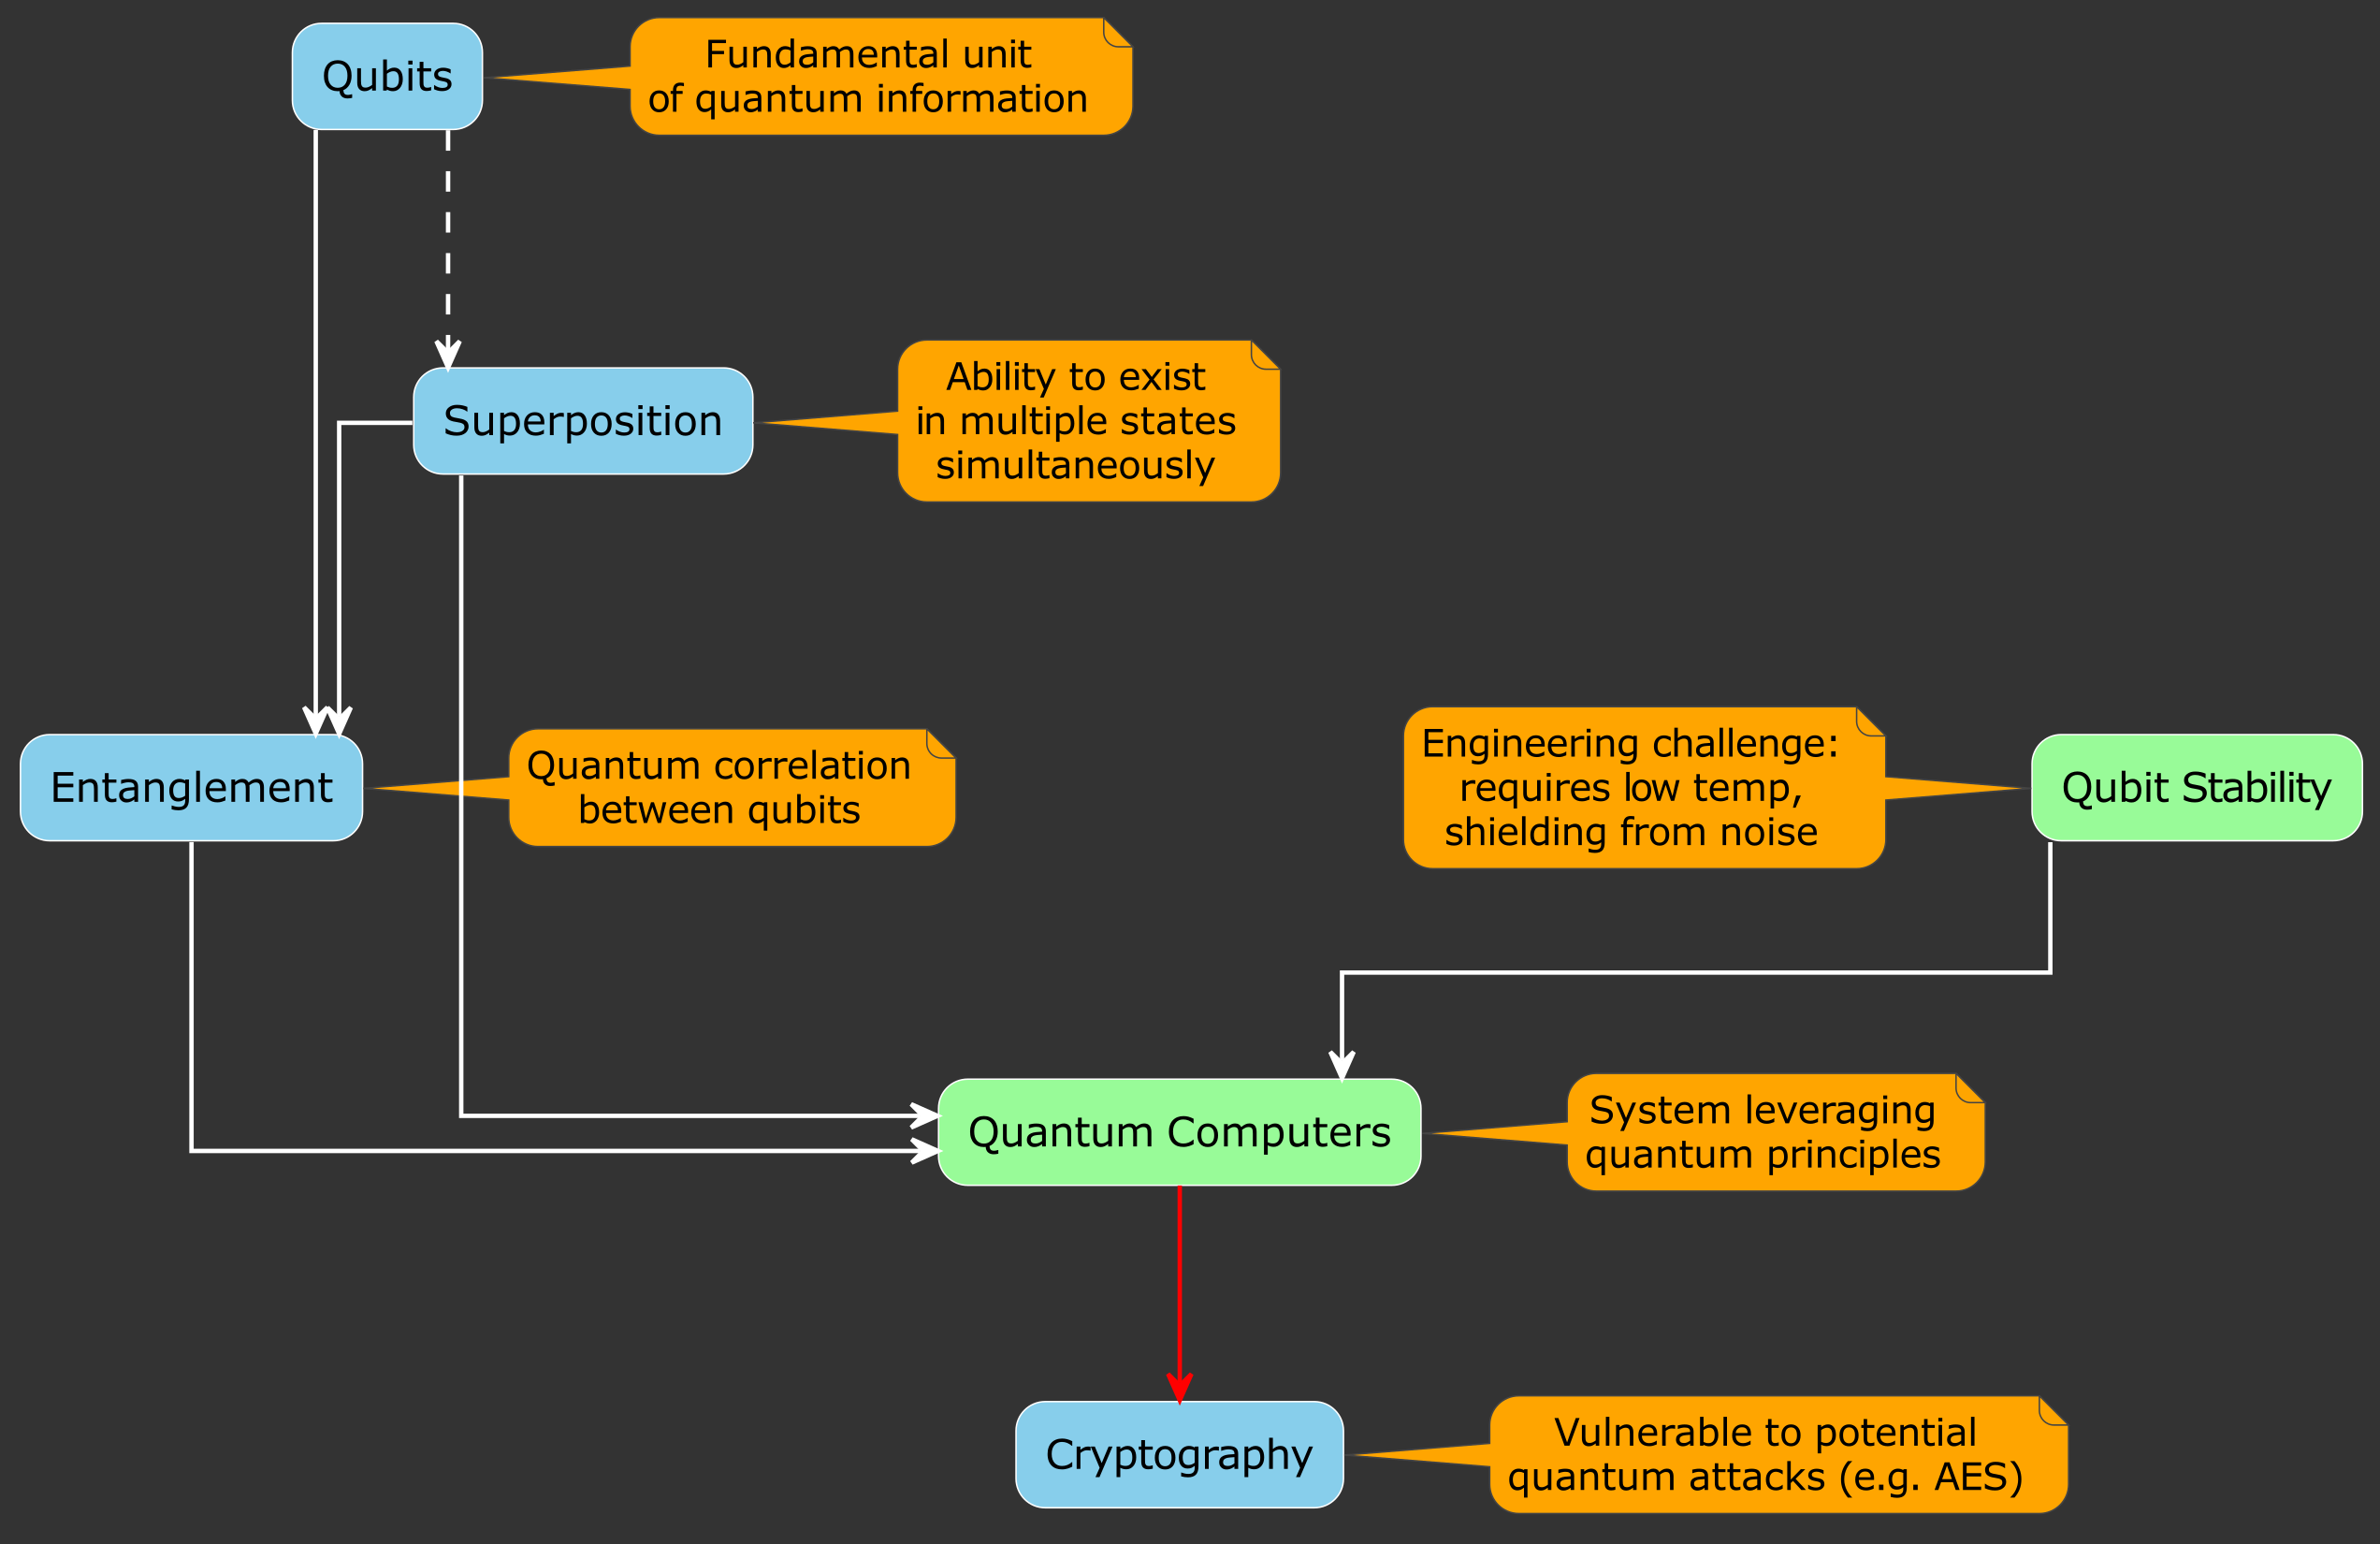 Qubits
Fundamental unit
of quantum information
Superposition
Ability to exist
in multiple states
simultaneously
Entanglement
Quantum correlation
between qubits
Engineering challenge:
requires low temp,
shielding from noise
Qubit Stability
Quantum Computers
System leveraging
quantum principles
Cryptography
Vulnerable to potential
quantum attacks (e.g. AES)